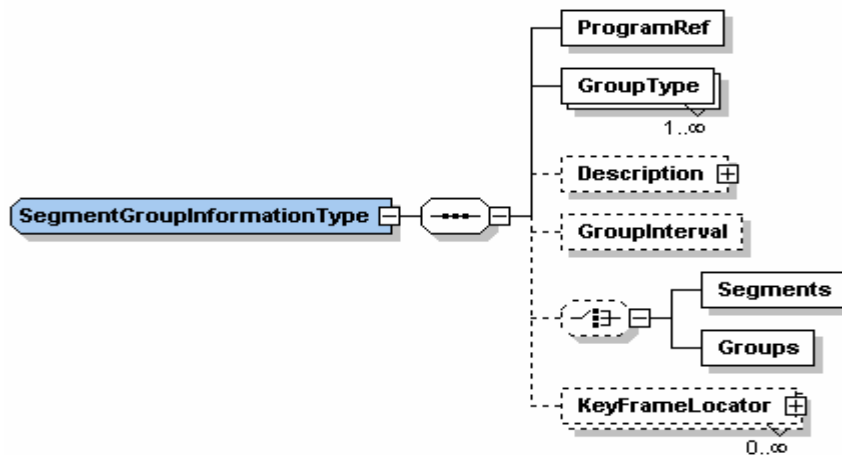 ProgramRef
GroupType
1..∞
Description
SegmentGroupInformationType
GroupInterval
Segments
Groups
KeyFrameLocator
0..∞